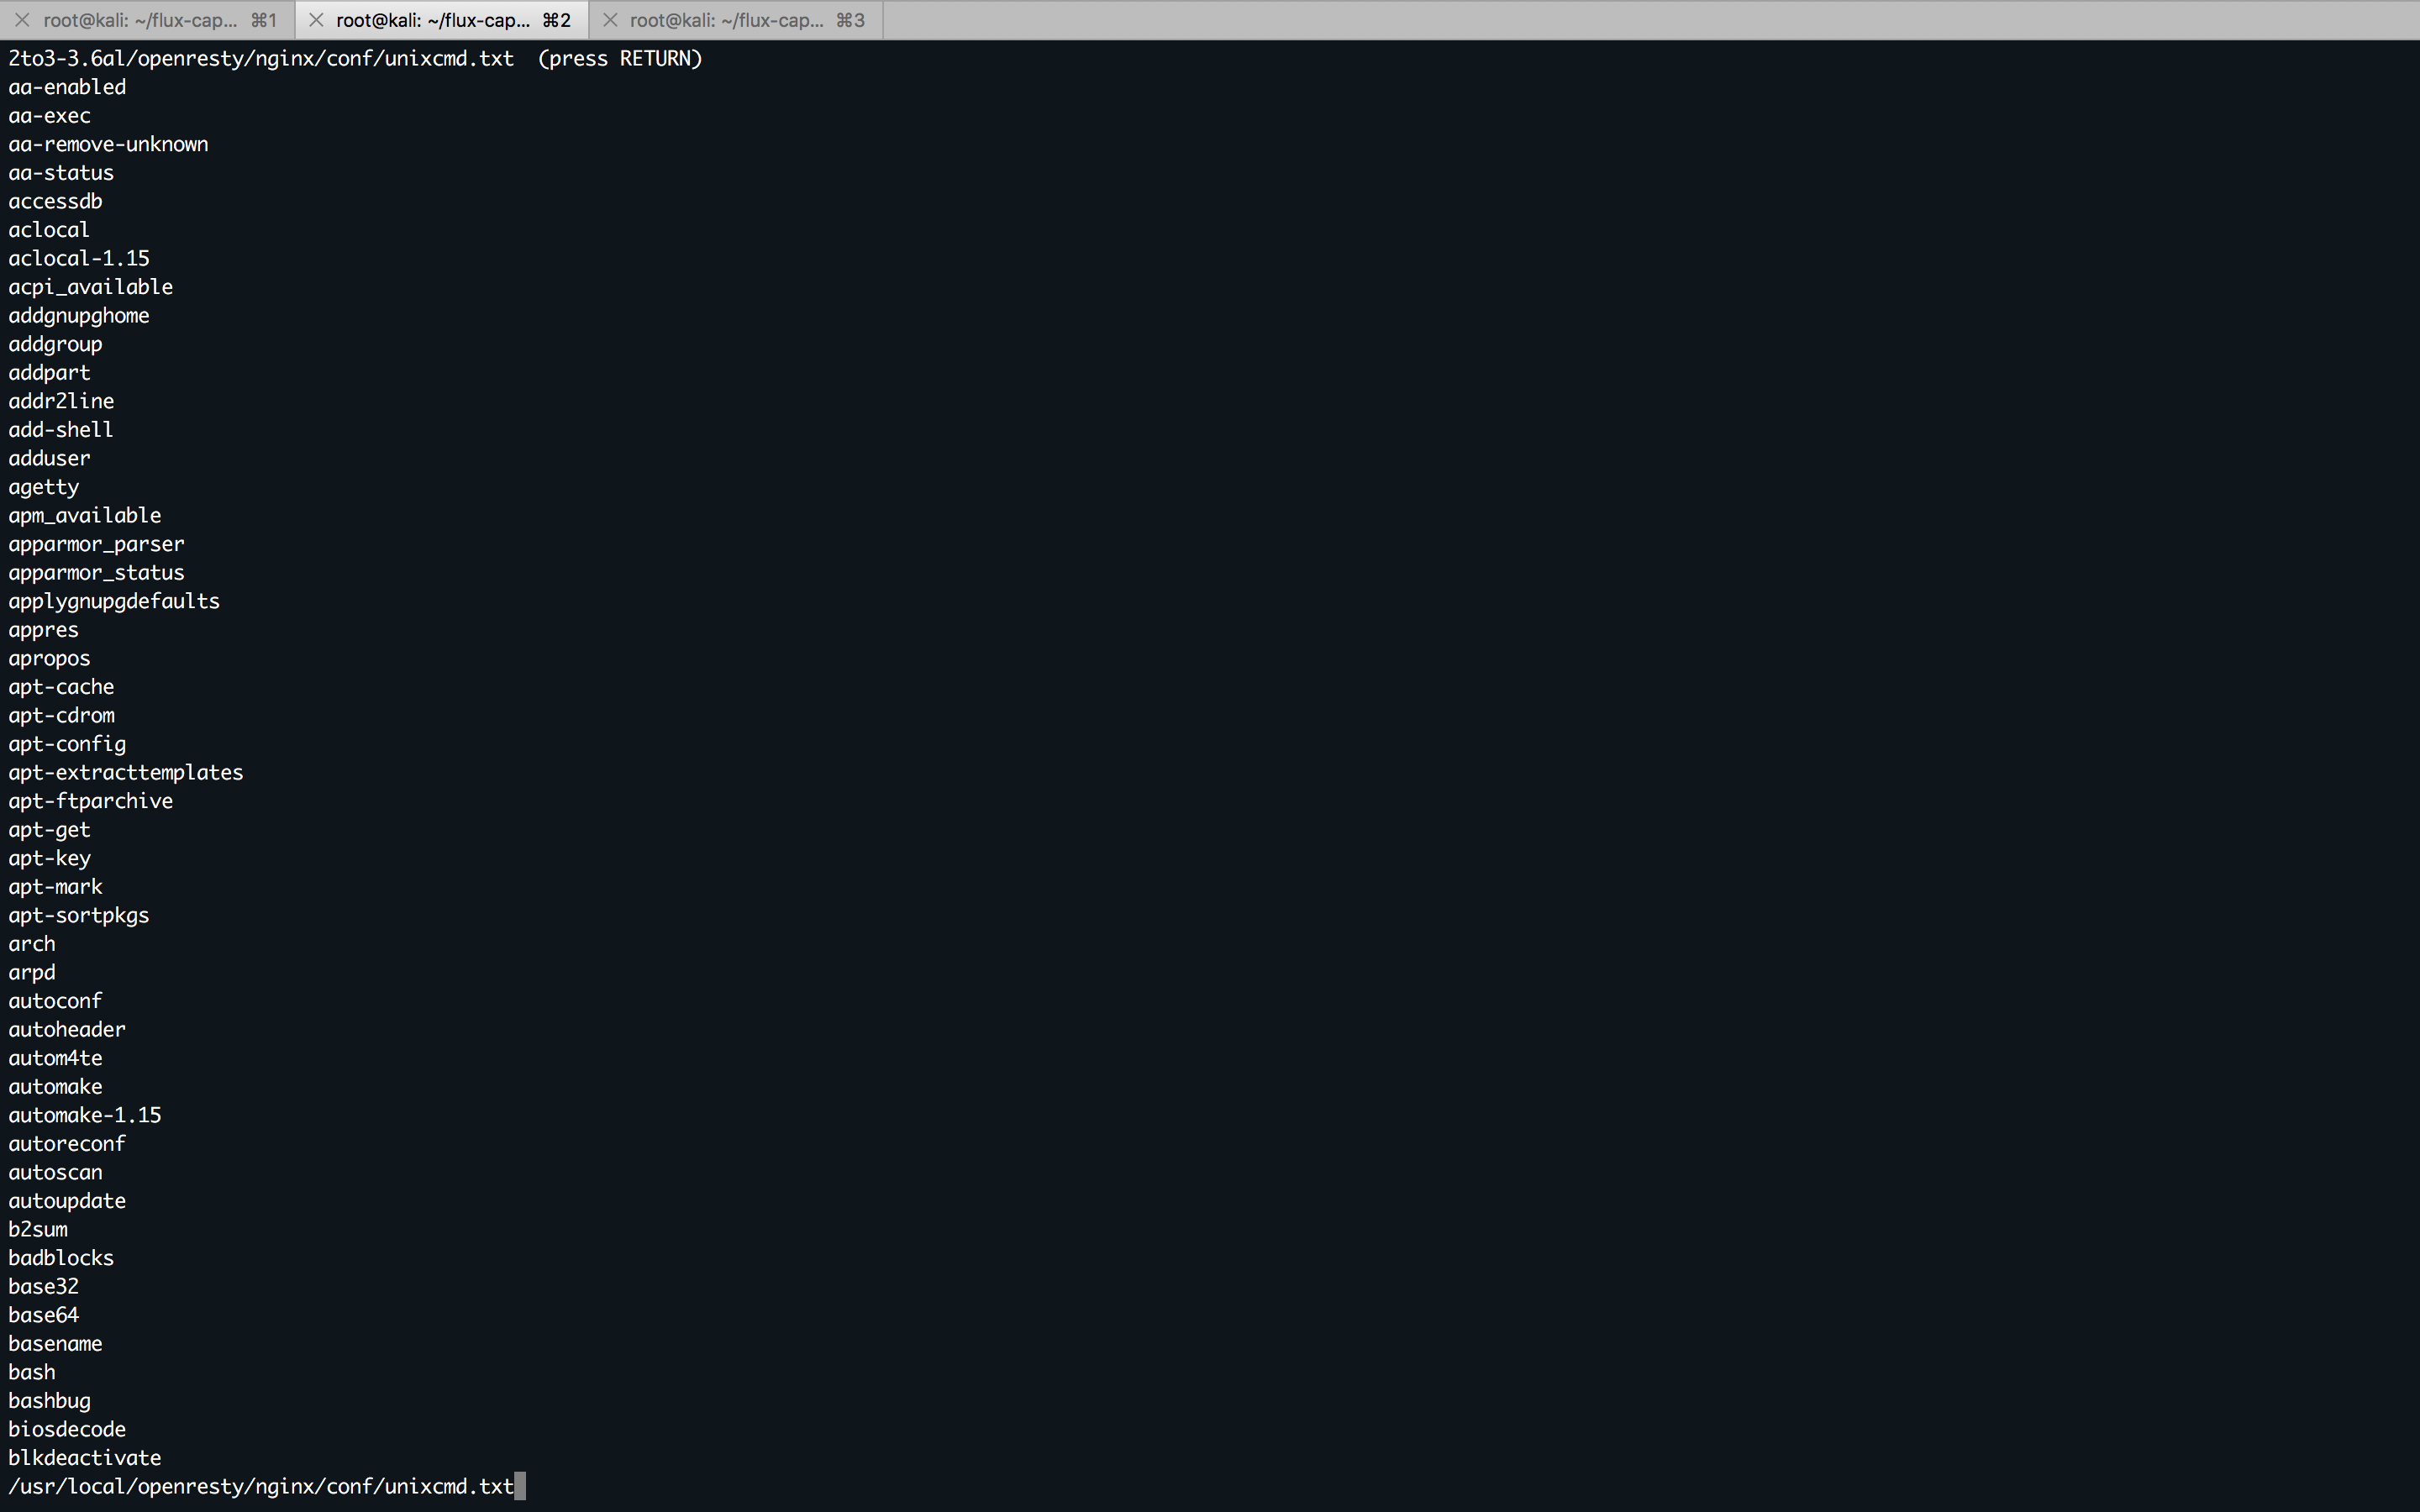 root@kali: ~/flux-cap... ⌘1 root@kali: ~/flux-cap... ⌘2 root@kali: ~/flux-cap... ⌘3
2to3-3.6al/openresty/nginx/conf/unixcmd.txt  (press RETURN)
aa-enabled
aa-exec
aa-remove-unknown
aa-status
accessdb
aclocal
aclocal-1.15
acpi_available
addgnupghome
addgroup
addpart
addr2line
add-shell
adduser
agetty
apm_available
apparmor_parser
apparmor_status
applygnupgdefaults
appres
apropos
apt-cache
apt-cdrom
apt-config
apt-extracttemplates
apt-ftparchive
apt-get
apt-key
apt-mark
apt-sortpkgs
arch
arpd
autoconf
autoheader
autom4te
automake
automake-1.15
autoreconf
autoscan
autoupdate
b2sum
badblocks
base32
base64
basename
bash
bashbug
biosdecode
blkdeactivate
/usr/local/openresty/nginx/conf/unixcmd.txt